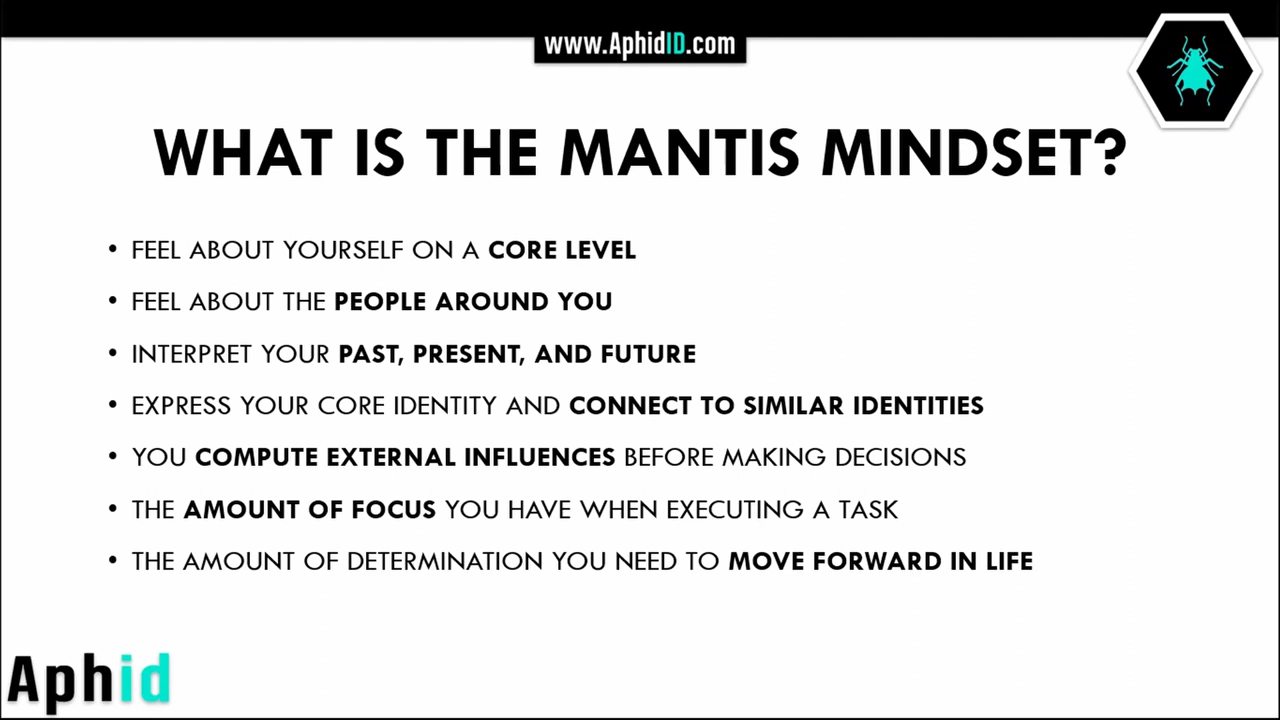 www.AphidID.com
WHAT IS THE MANTIS MINDSET?
• FEEL ABOUT YOURSELF ON A CORE LEVEL
• FEEL ABOUT THE PEOPLE AROUND YOU
• INTERPRET YOUR PAST, PRESENT, AND FUTURE
• EXPRESS YOUR CORE IDENTITY AND CONNECT TO SIMILAR IDENTITIES
• YOU COMPUTE EXTERNAL INFLUENCES BEFORE MAKING DECISIONS
• THE AMOUNT OF FOCUS YOU HAVE WHEN EXECUTING A TASK
• THE AMOUNT OF DETERMINATION YOU NEED TO MOVE FORWARD IN LIFE
Aphid